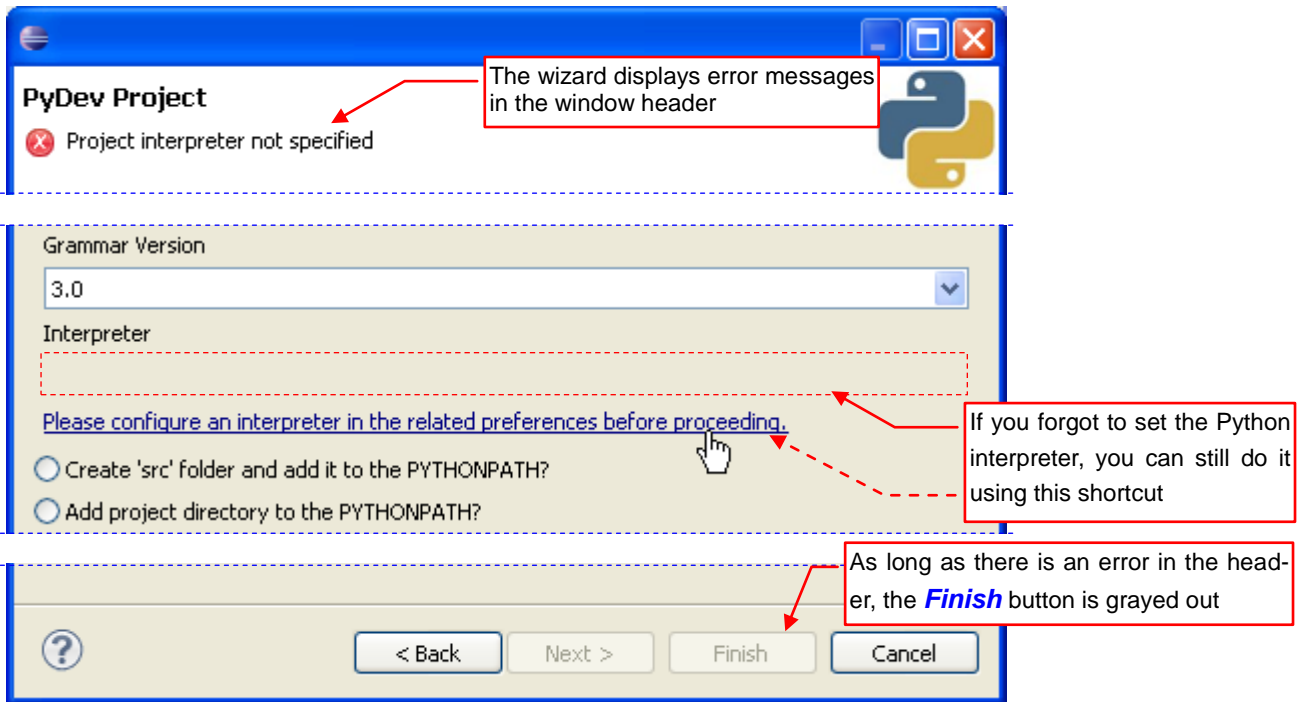 The wizard displays error messages
in the window header
PyDev Project
Project interpreter not specified
Grammar Version
3.0
Interpreter
Please configure an interpreter in the related preferences before proceeding.
If you forgot to set the Python
interpreter, you can still do it
using this shortcut
Create 'src' folder and add it to the PYTHONPATH?
Add project directory to the PYTHONPATH?
As long as there is an error in the head-
er, the Finish button is grayed out
?
< Back
Next >
Finish
Cancel